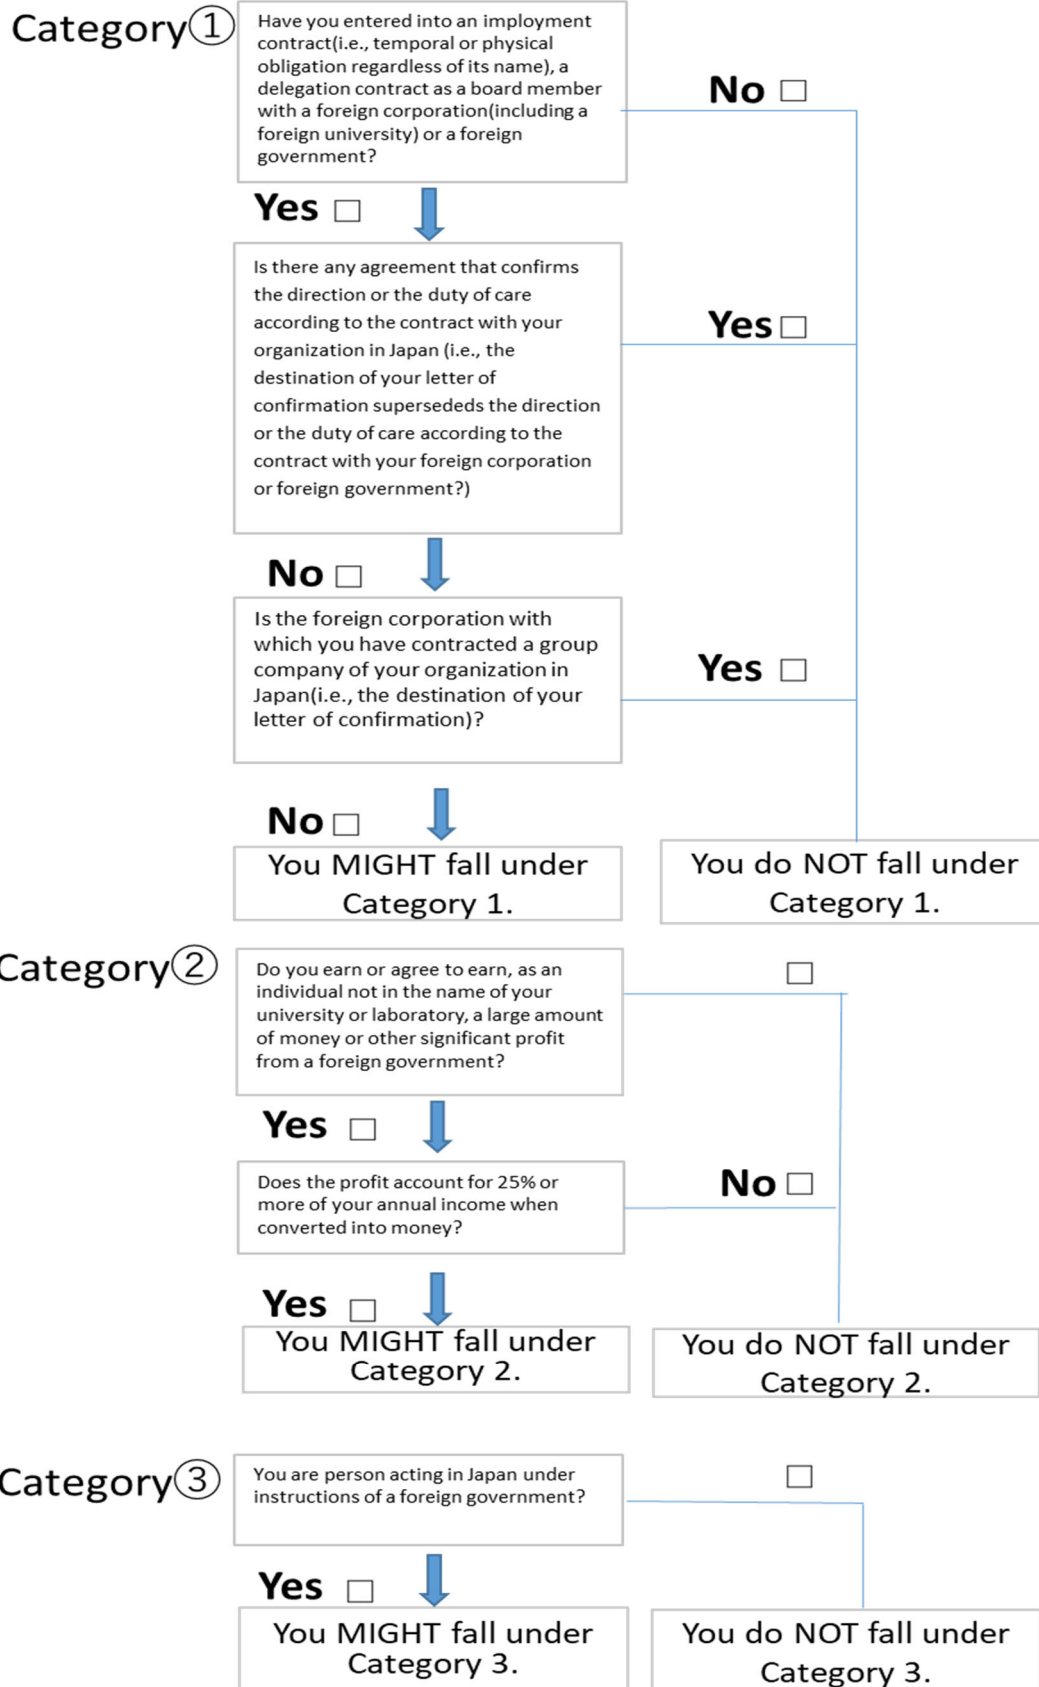 Category①
Have you entered into an imployment
contract(i.e., temporal or physical
obligation regardless of its name), a
delegation contract as a board member
with a foreign corporation(including a
foreign university) or a foreign
government?
No □
Yes □
Is there any agreement that confirms
the direction or the duty of care
according to the contract with your
organization in Japan (i.e., the
destination of your letter of
confirmation supersededs the direction
or the duty of care according to the
contract with your foreign corporation
or foreign government?)
Yes □
No □
Is the foreign corporation with
which you have contracted a group
company of your organization in
Japan(i.e., the destination of your
letter of confirmation)?
Yes □
No □
You MIGHT fall under
Category 1.
You do NOT fall under
Category 1.
Category②
Do you earn or agree to earn, as an
individual not in the name of your
university or laboratory, a large amount
of money or other significant profit
from a foreign government?
□
Yes □
Does the profit account for 25% or
more of your annual income when
converted into money?
No □
Yes □
You MIGHT fall under
Category 2.
You do NOT fall under
Category 2.
Category③
You are person acting in Japan under
instructions of a foreign government?
□
Yes □
You MIGHT fall under
Category 3.
You do NOT fall under
Category 3.